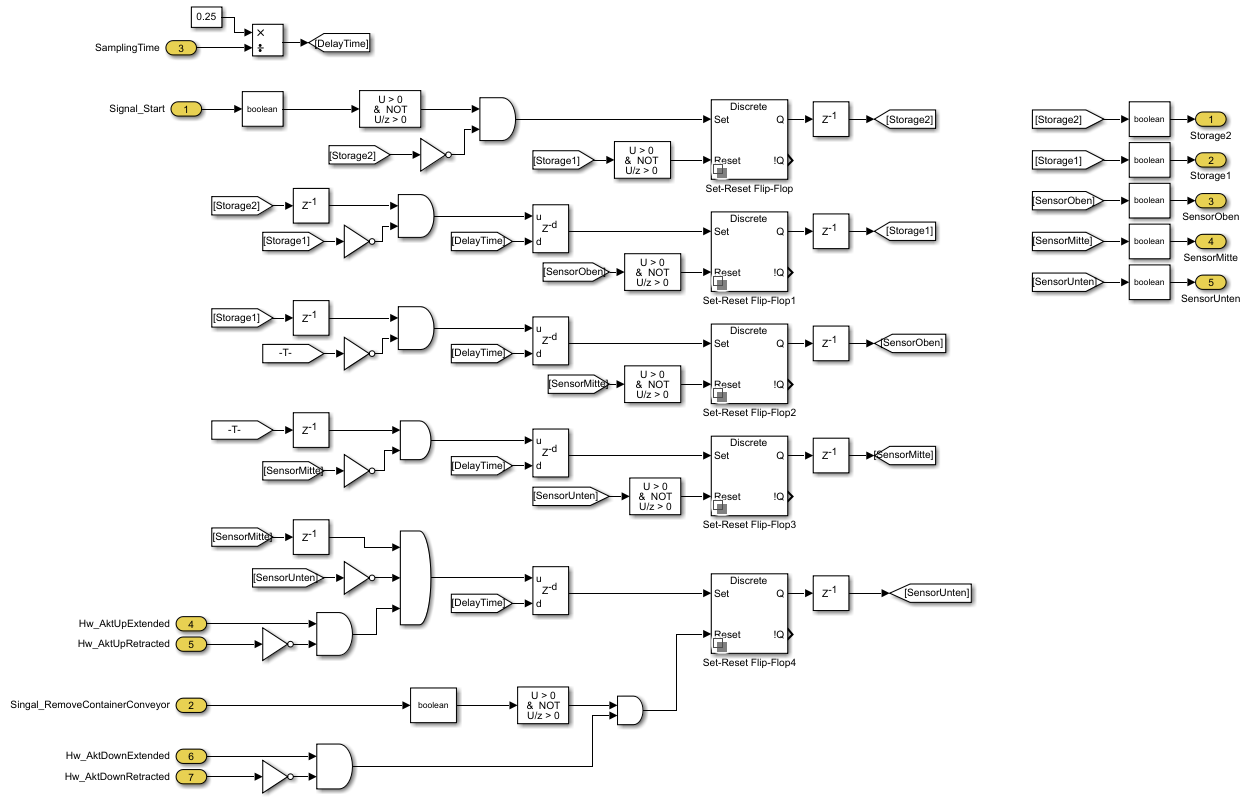 0.25
SamplingTime
3
×
÷
[DelayTime]
Signal_Start
1
boolean
U > 0
& NOT
U/z > 0
[Storage2]
[Storage1]
U > 0
& NOT
U/z > 0
Discrete
Set
Q
Reset
!Q
Set-Reset Flip-Flop
Z-1
[Storage2]
[Storage2]
Z-1
[Storage1]
[DelayTime]
u
d
Z-d
[SensorOben]
U > 0
& NOT
U/z > 0
Discrete
Set
Q
Reset
!Q
Set-Reset Flip-Flop1
Z-1
[Storage1]
[Storage1]
Z-1
-T-
[DelayTime]
u
d
Z-d
[SensorMitte]
U > 0
& NOT
U/z > 0
Discrete
Set
Q
Reset
!Q
Set-Reset Flip-Flop2
Z-1
[SensorOben]
-T-
Z-1
[SensorMitte]
[DelayTime]
u
d
Z-d
[SensorUnten]
U > 0
& NOT
U/z > 0
Discrete
Set
Q
Reset
!Q
Set-Reset Flip-Flop3
Z-1
[SensorMitte]
[SensorMitte]
Z-1
[SensorUnten]
Hw_AktUpExtended
4
Hw_AktUpRetracted
5
[DelayTime]
u
d
Z-d
Discrete
Set
Q
Reset
!Q
Set-Reset Flip-Flop4
Z-1
[SensorUnten]
Singal_RemoveContainerConveyor
2
boolean
U > 0
& NOT
U/z > 0
Hw_AktDownExtended
6
Hw_AktDownRetracted
7
[Storage2]
boolean
1
Storage2
[Storage1]
boolean
2
Storage1
[SensorOben]
boolean
3
SensorOben
[SensorMitte]
boolean
4
SensorMitte
[SensorUnten]
boolean
5
SensorUnten